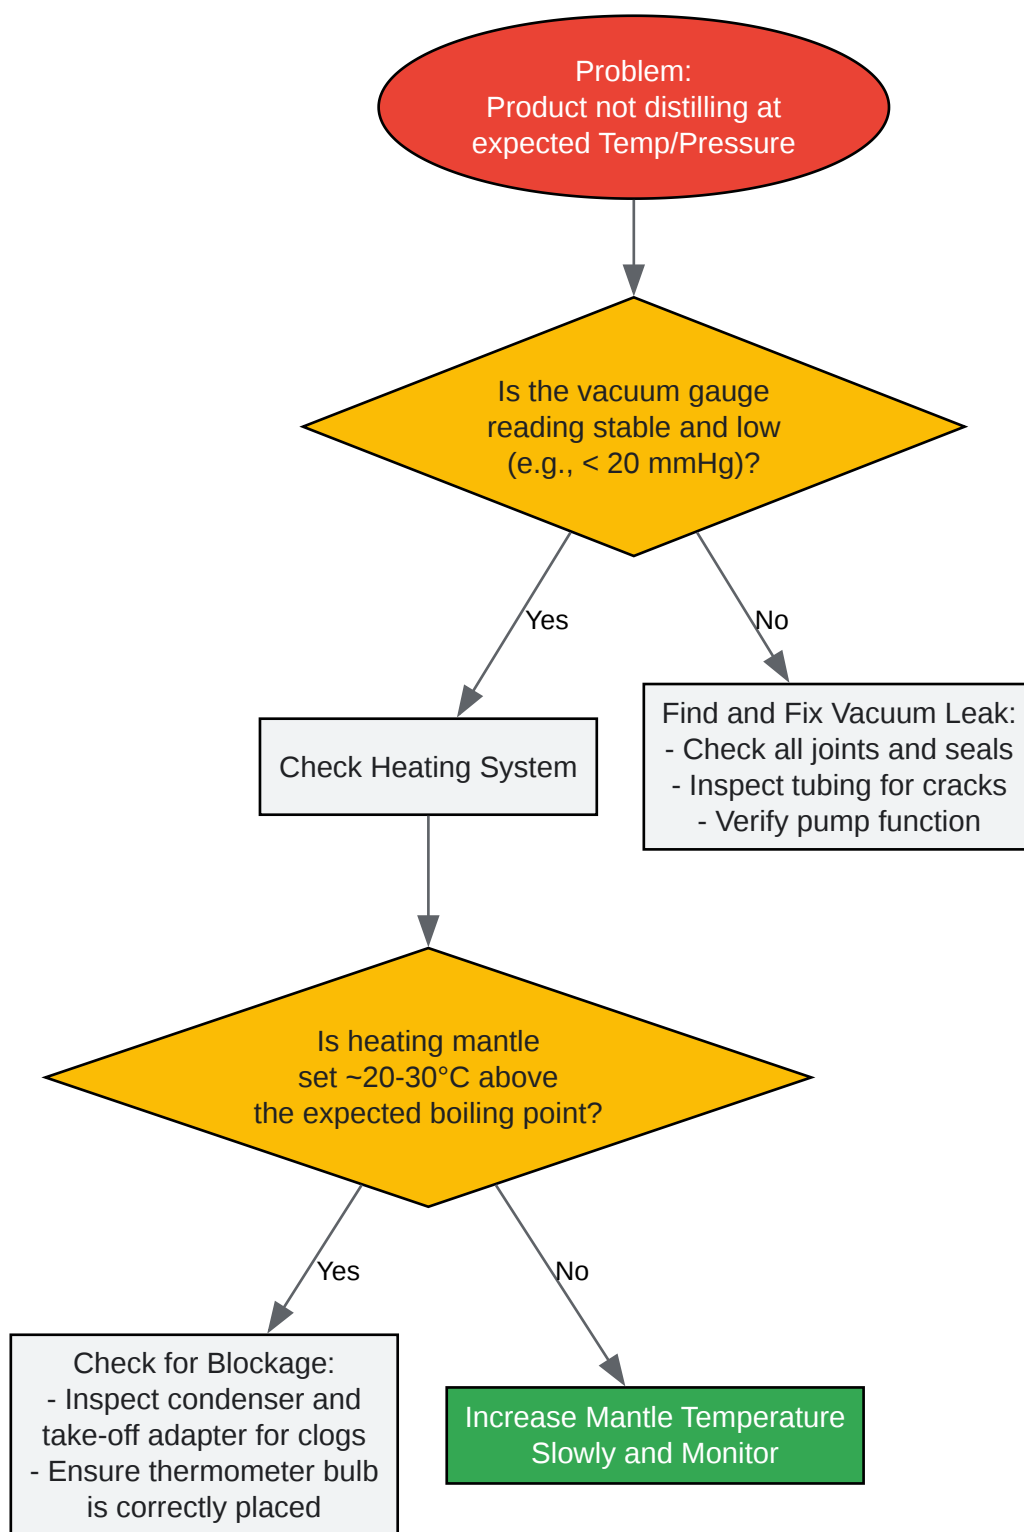 Problem:
Product not distilling at
expected Temp/Pressure
Is the vacuum gauge
reading stable and low
(e.g., < 20 mmHg)?
Yes
No
Check Heating System
Find and Fix Vacuum Leak:
- Check all joints and seals
- Inspect tubing for cracks
- Verify pump function
Is heating mantle
set ~20-30°C above
the expected boiling point?
Yes
No
Check for Blockage:
- Inspect condenser and
take-off adapter for clogs
- Ensure thermometer bulb
is correctly placed
Increase Mantle Temperature
Slowly and Monitor